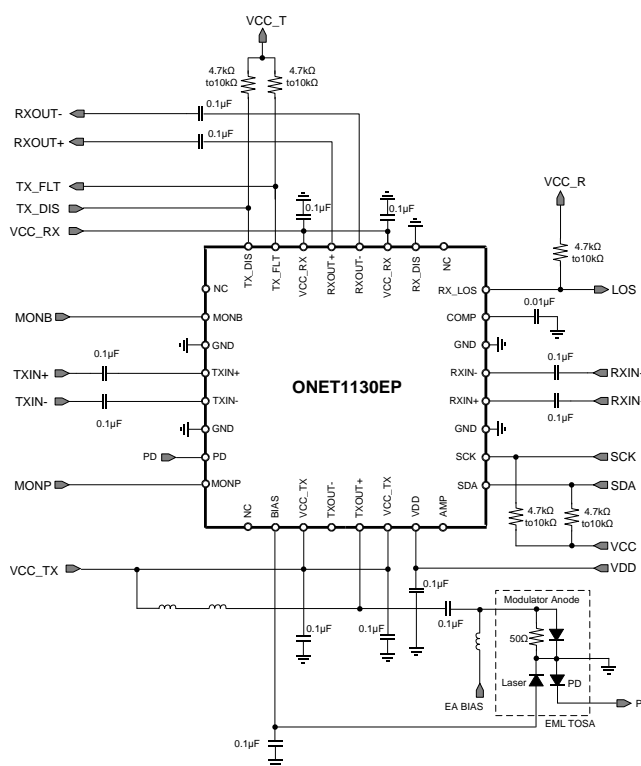 VCC_T
4.7kΩ
to10kΩ
4.7kΩ
to10kΩ
0.1µF
RXOUT-
0.1µF
RXOUT+
TX_FLT
VCC_R
TX_DIS
0.1µF
0.1µF
VCC_RX
4.7kΩ
to10kΩ
TX_DIS
TX_FLT
VCC_RX
RXOUT+
RXOUT-
VCC_RX
RX_DIS
NC
NC
RX_LOS
LOS
MONB
MONB
COMP
0.01µF
GND
GND
0.1µF
0.1µF
TXIN+
TXIN+
RXIN-
RXIN-
ONET1130EP
TXIN-
TXIN-
RXIN+
RXIN
0.1µF
0.1µF
GND
GND
PD
PD
SCK
SCK
MONP
MONP
SDA
SDA
NC
BIAS
VCC_TX
TXOUT-
TXOUT+
VCC_TX
VDD
AMP
4.7kΩ
to10kΩ
4.7kΩ
to10kΩ
VCC
VCC_TX
VDD
0.1µF
Modulator Anode
0.1µF
0.1µF
0.1µF
50Ω
Laser
PD
EA BIAS
P
EML TOSA
0.1µF